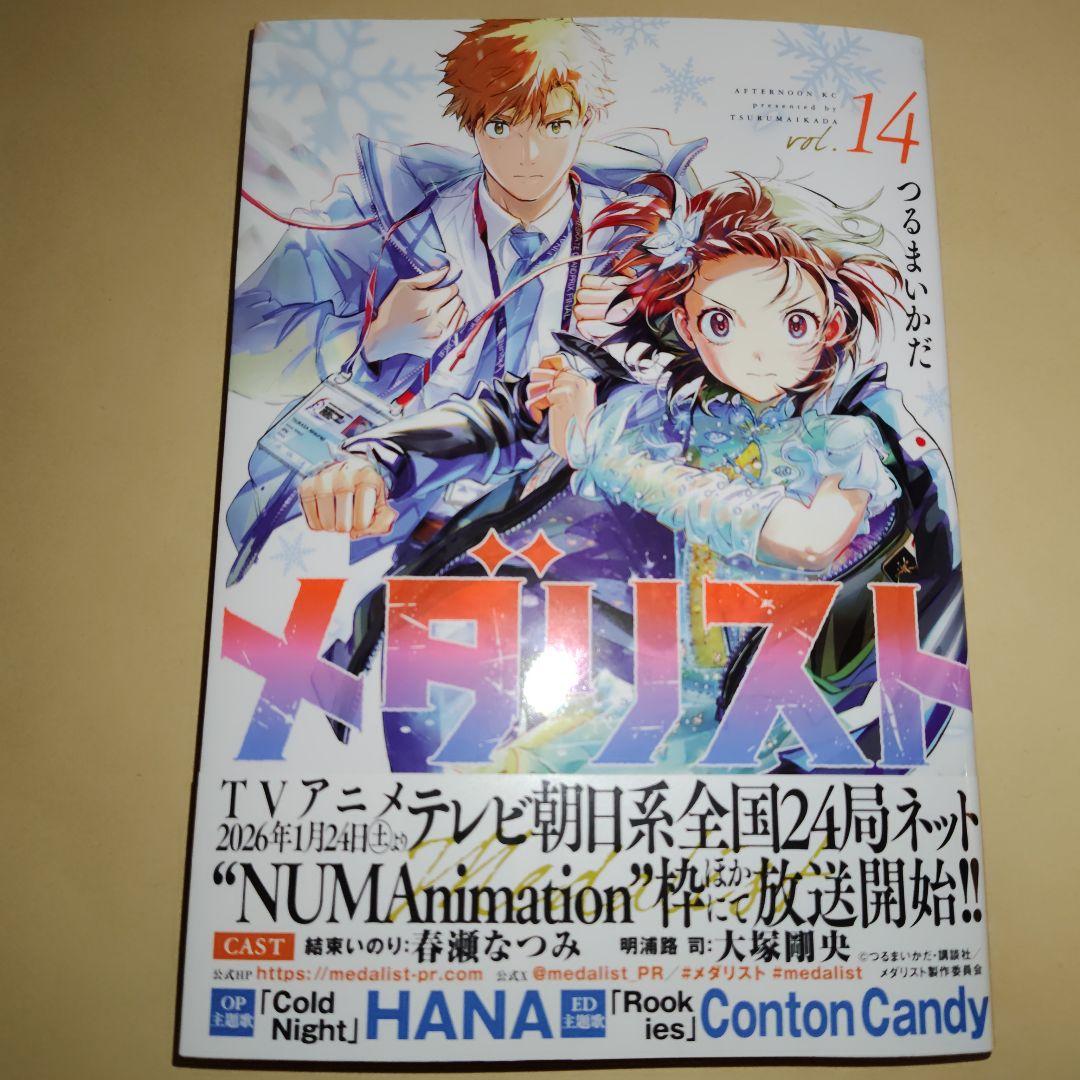 AFTERNOON KC
presented by
TSURUMAIKADA
vol. 14
つるまいかだ
メダリスト
TVアニメ
2026年1月24日㊏より
テレビ朝日系全国24局ネット
“NUMAnimation”枠ほかにて放送開始!!
Medalist
CAST 結束いのり:春瀬なつみ 明浦路 司:大塚剛央
©つるまいかだ・講談社/
メダリスト製作委員会
公式HP https://medalist-pr.com 公式X @medalist_PR/#メダリスト #medalist
OP主題歌「Cold Night」HANA ED主題歌「Rookies」Conton Candy